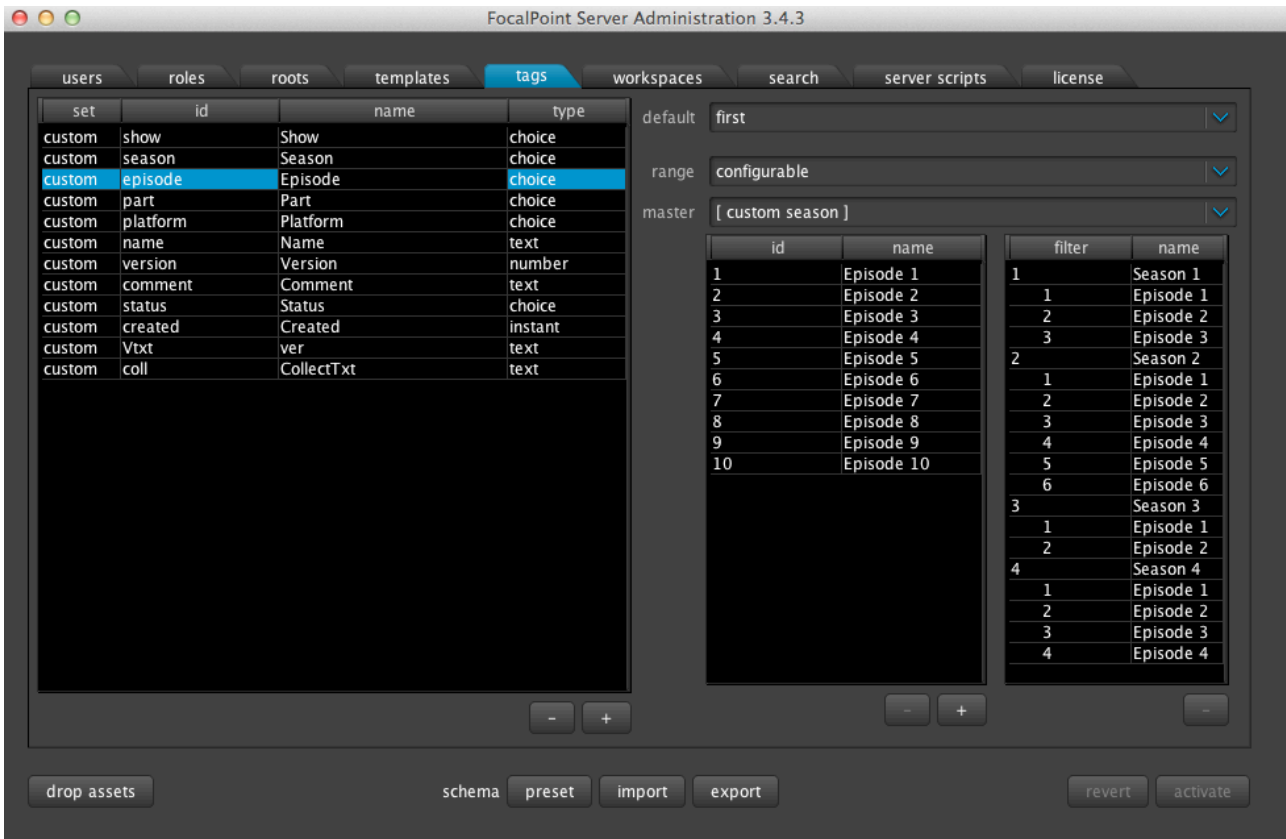 FocalPoint Server Administration 3.4.3
users roles roots templates tags workspaces search server scripts license
set id name type
custom show Show choice
custom season Season choice
custom episode Episode choice
custom part Part choice
custom platform Platform choice
custom name Name text
custom version Version number
custom comment Comment text
custom status Status choice
custom created Created instant
custom Vtxt ver text
custom coll CollectTxt text
- +
default first
range configurable
master [ custom season ]
id name
1 Episode 1
2 Episode 2
3 Episode 3
4 Episode 4
5 Episode 5
6 Episode 6
7 Episode 7
8 Episode 8
9 Episode 9
10 Episode 10
- +
filter name
1 Season 1
1 Episode 1
2 Episode 2
3 Episode 3
2 Season 2
1 Episode 1
2 Episode 2
3 Episode 3
4 Episode 4
5 Episode 5
6 Episode 6
3 Season 3
1 Episode 1
2 Episode 2
4 Season 4
1 Episode 1
2 Episode 2
3 Episode 3
4 Episode 4
-
drop assets schema preset import export revert activate